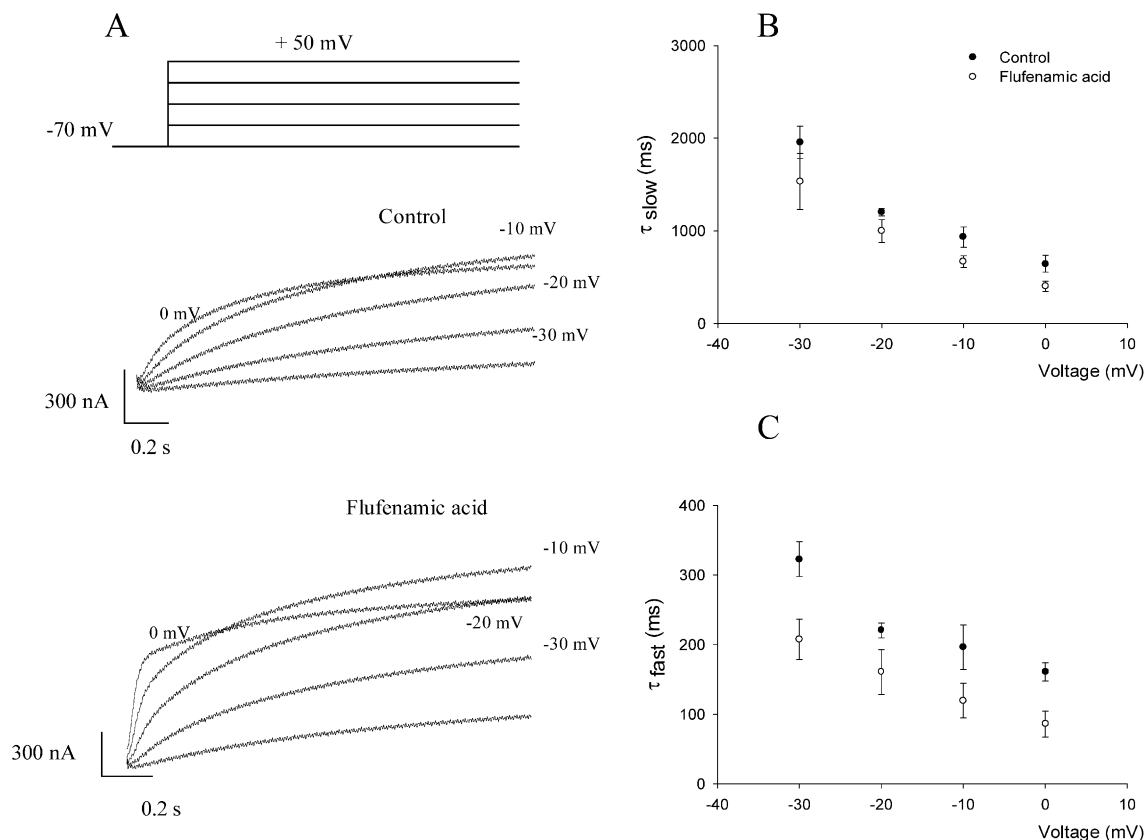 A
+ 50 mV
-70 mV
Control
-10 mV
0 mV
-20 mV
-30 mV
300 nA
0.2 s
Flufenamic acid
-10 mV
0 mV
-20 mV
-30 mV
300 nA
0.2 s
B
3000
2000
1000
0
τ slow (ms)
Control
Flufenamic acid
-40 -30 -20 -10 0 10
Voltage (mV)
C
400
300
200
100
0
τ fast (ms)
-40 -30 -20 -10 0 10
Voltage (mV)